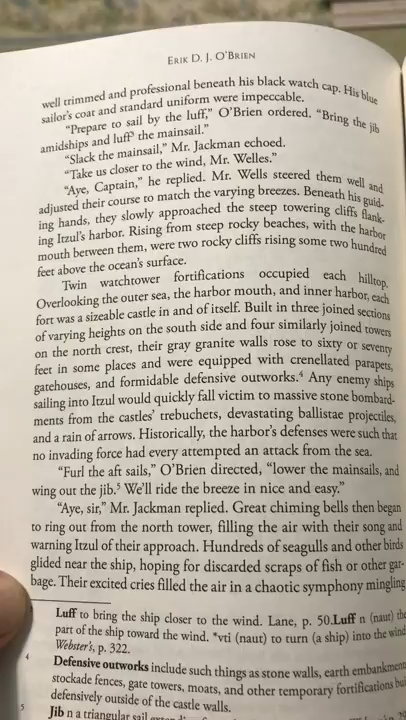 ERIK D. J. O'BRIEN
well trimmed and professional beneath his black watch cap. His blue
sailor's coat and standard uniform were impeccable.
"Prepare to sail by the luff," O'Brien ordered. "Bring the jib
amidships and luff³ the mainsail."
"Slack the mainsail," Mr. Jackman echoed.
"Take us closer to the wind, Mr. Welles."
"Aye, Captain," he replied. Mr. Wells steered them well and
adjusted their course to match the varying breezes. Beneath his guid-
ing hands, they slowly approached the steep towering cliffs flank-
ing Itzul's harbor. Rising from steep rocky beaches, with the harbor
mouth between them, were two rocky cliffs rising some two hundred
feet above the ocean's surface.
Twin watchtower fortifications occupied each hilltop.
Overlooking the outer sea, the harbor mouth, and inner harbor, each
fort was a sizeable castle in and of itself. Built in three joined sections
of varying heights on the south side and four similarly joined towers
on the north crest, their gray granite walls rose to sixty or seventy
feet in some places and were equipped with crenellated parapets,
gatehouses, and formidable defensive outworks.⁴ Any enemy ships
sailing into Itzul would quickly fall victim to massive stone bombard-
ments from the castles' trebuchets, devastating ballistae projectiles,
and a rain of arrows. Historically, the harbor's defenses were such that
no invading force had every attempted an attack from the sea.
"Furl the aft sails," O'Brien directed, "lower the mainsails, and
wing out the jib.⁵ We'll ride the breeze in nice and easy."
"Aye, sir," Mr. Jackman replied. Great chiming bells then began
to ring out from the north tower, filling the air with their song and
warning Itzul of their approach. Hundreds of seagulls and other birds
glided near the ship, hoping for discarded scraps of fish or other gar-
bage. Their excited cries filled the air in a chaotic symphony mingling
3 Luff to bring the ship closer to the wind. Lane, p. 50.Luff n (naut) the
part of the ship toward the wind. *vti (naut) to turn (a ship) into the wind
Webster's, p. 322.
4 Defensive outworks include such things as stone walls, earth embankment
stockade fences, gate towers, moats, and other temporary fortifications bui
defensively outside of the castle walls.
5 Jib n a triangular sail